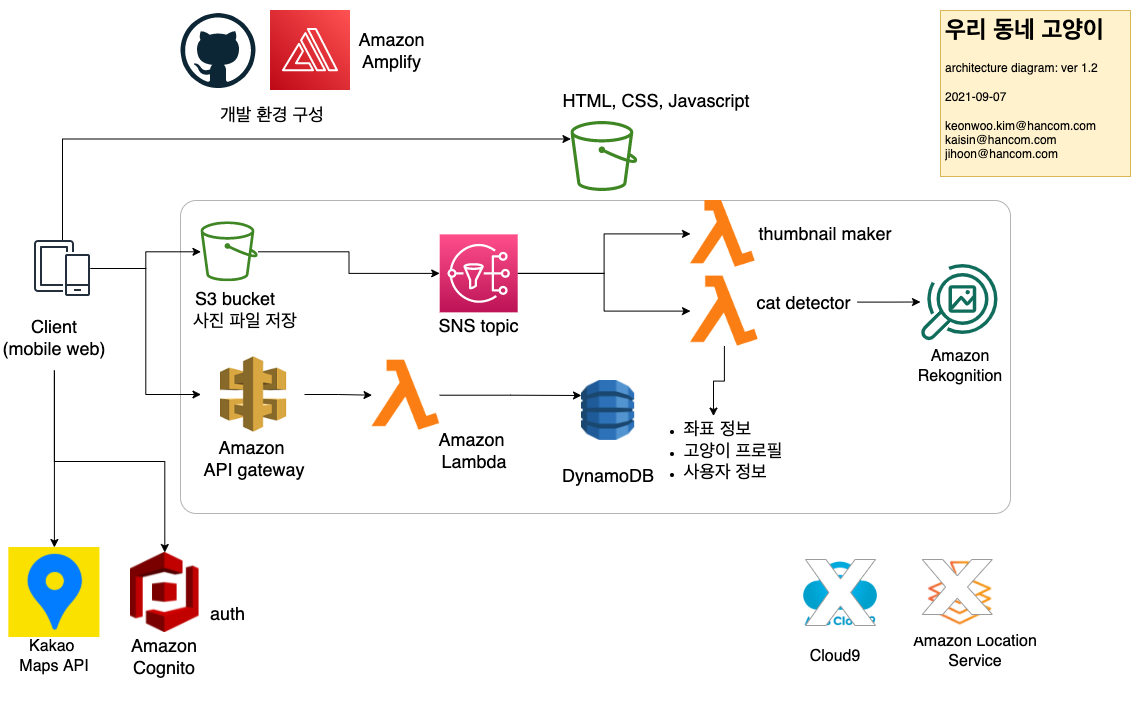 Amazon
Amplify
개발 환경 구성
우리 동네 고양이
architecture diagram: ver 1.2
2021-09-07
keonwoo.kim@hancom.com
kaisin@hancom.com
jihoon@hancom.com
HTML, CSS, Javascript
Client
(mobile web)
S3 bucket
사진 파일 저장
SNS topic
thumbnail maker
cat detector
Amazon
Rekognition
Amazon
API gateway
Amazon
Lambda
DynamoDB
• 좌표 정보
• 고양이 프로필
• 사용자 정보
Kakao
Maps API
auth
Amazon
Cognito
Cloud9
Amazon Location
Service